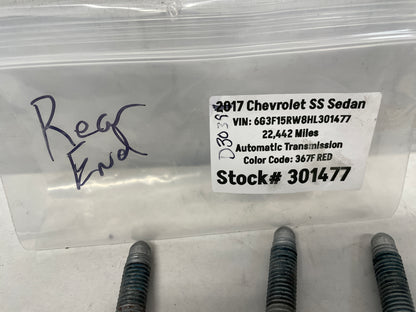 Rear
End
2017 Chevrolet SS Sedan
VIN: 6G3F15RW8HL301477
22,442 Miles
Automatic Transmission
Color Code: 367F RED
Stock# 301477